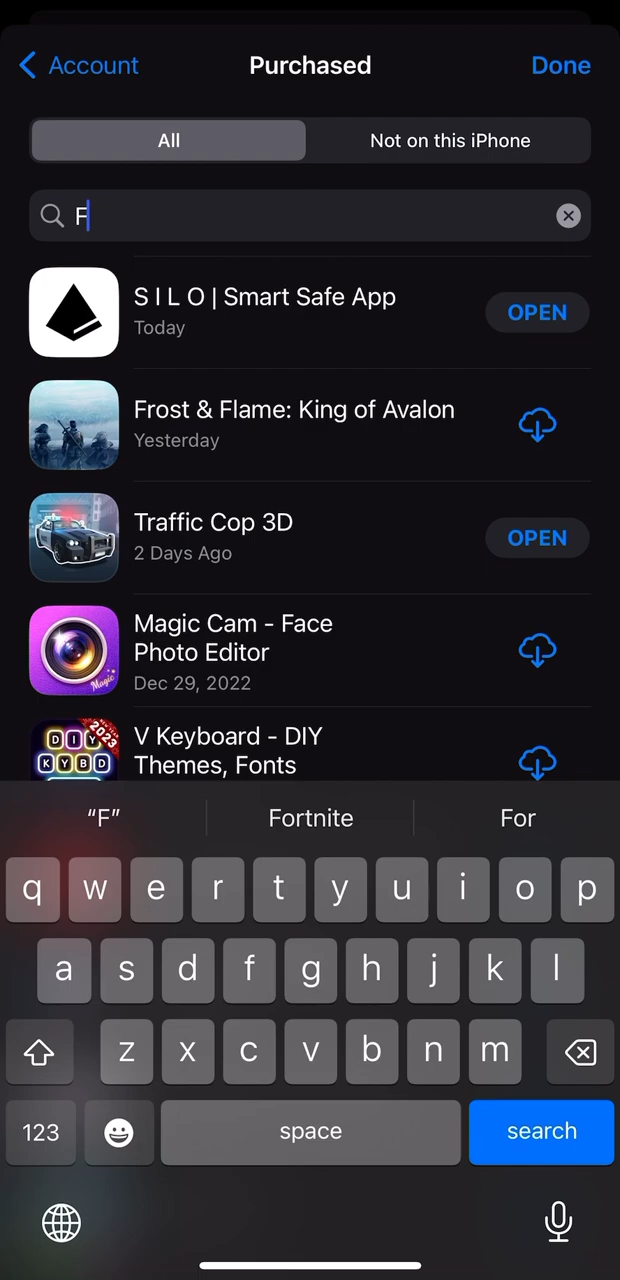 Account
Purchased
Done
All
Not on this iPhone
F
S I L O | Smart Safe App
Today
OPEN
Frost & Flame: King of Avalon
Yesterday
Traffic Cop 3D
2 Days Ago
OPEN
Magic Cam - Face
Photo Editor
Dec 29, 2022
Magic
V Keyboard - DIY
Themes, Fonts
2023
D I Y
K Y B D
“F”
Fortnite
For
q w e r t y u i o p
a s d f g h j k l
z x c v b n m
123
space
search